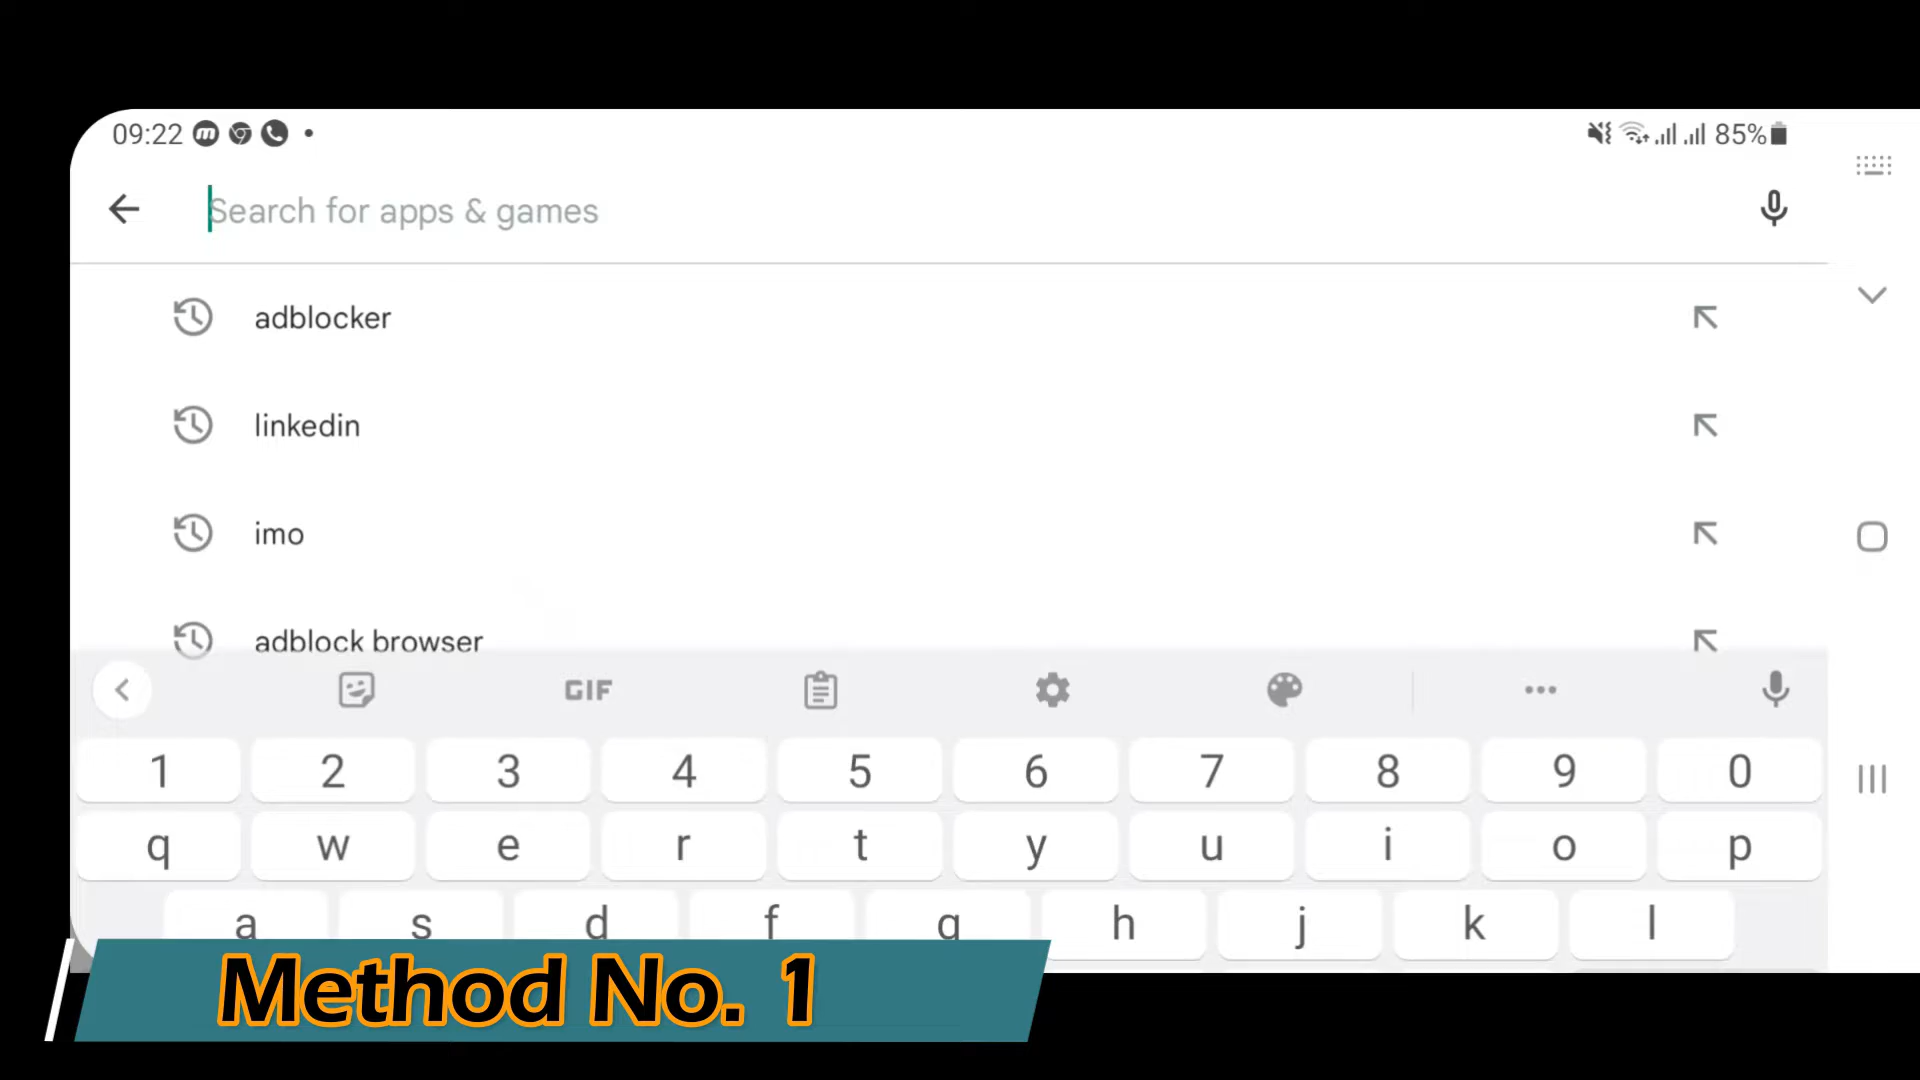 09:22
85%
Search for apps & games
adblocker
linkedin
imo
adblock browser
GIF
1 2 3 4 5 6 7 8 9 0
q w e r t y u i o p
a s d f g h j k l
Method No. 1